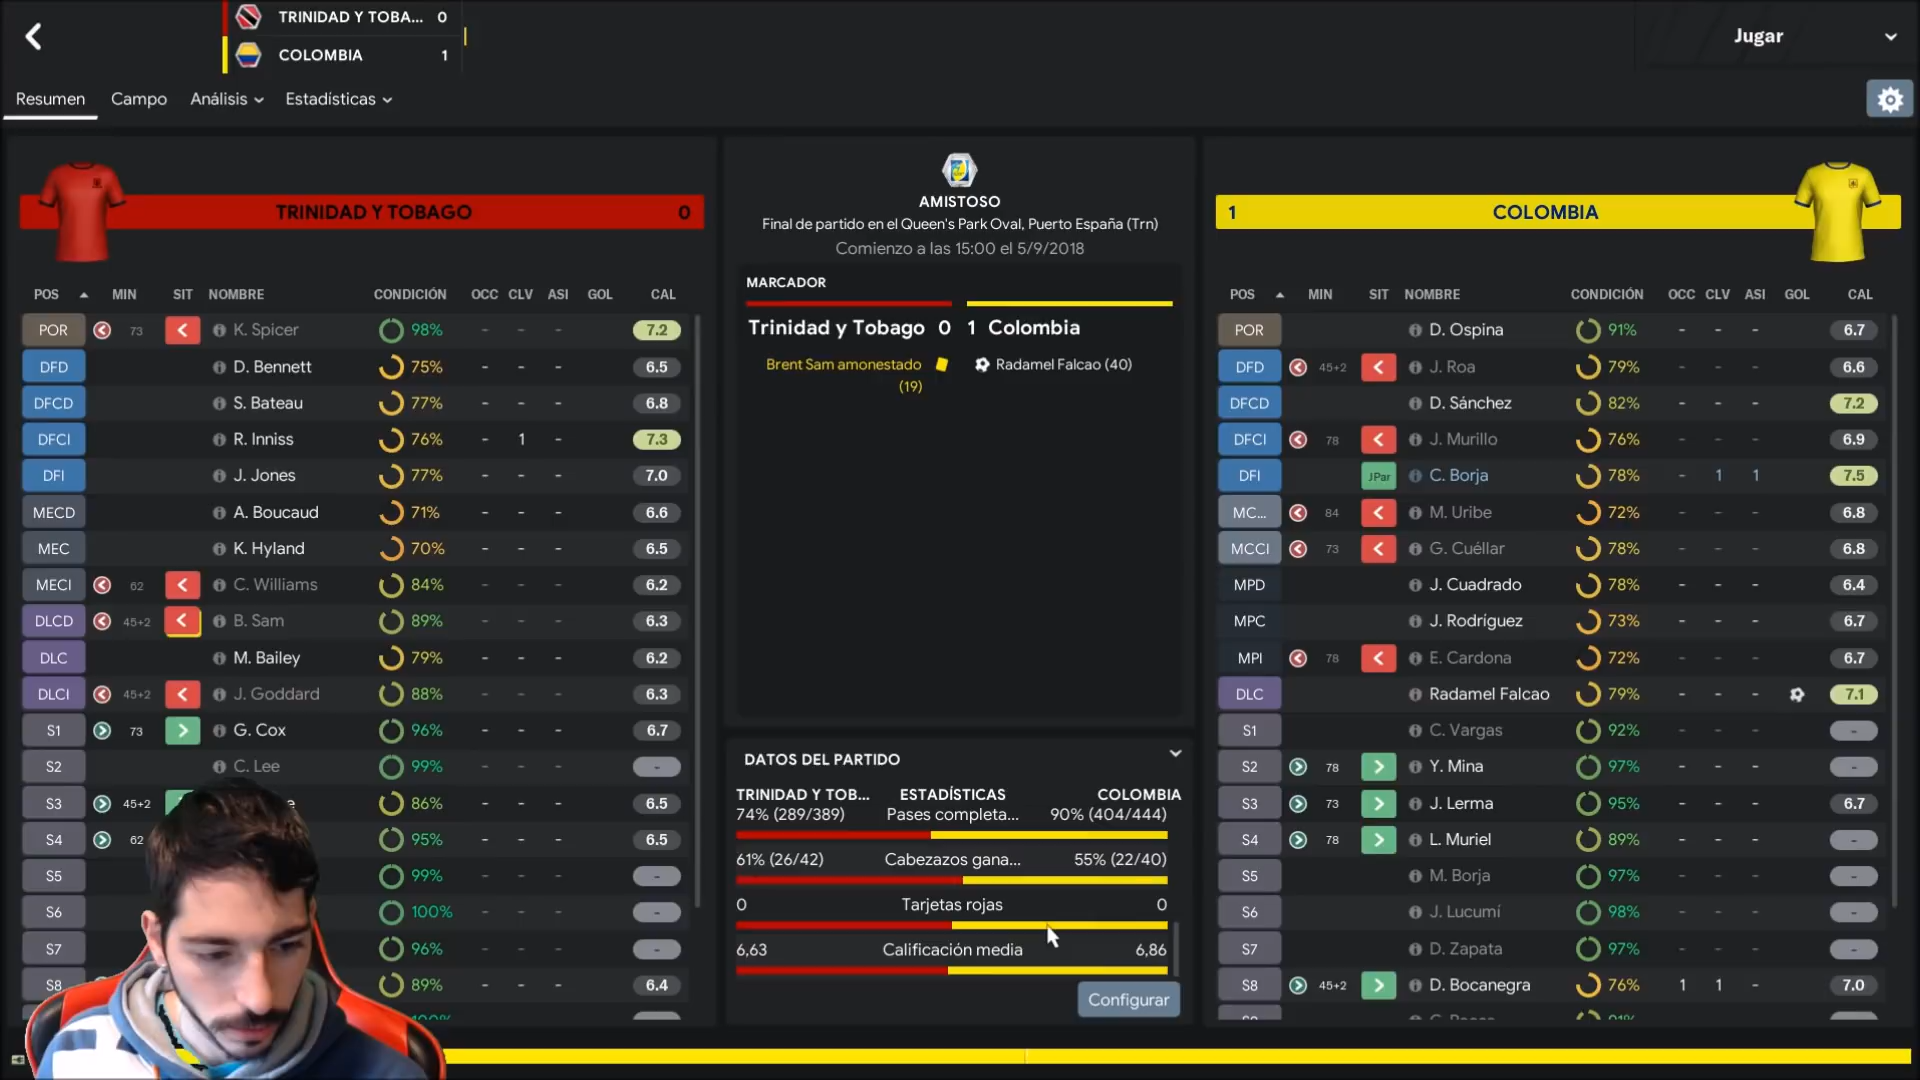 TRINIDAD Y TOBA... 0
COLOMBIA 1
Jugar
Resumen Campo Análisis Estadísticas
TRINIDAD Y TOBAGO 0
POS MIN SIT NOMBRE CONDICIÓN OCC CLV ASI GOL CAL
POR 73 K. Spicer 98% - - - 7.2
DFD D. Bennett 75% - - - 6.5
DFCD S. Bateau 77% - - - 6.8
DFCI R. Inniss 76% - 1 - 7.3
DFI J. Jones 77% - - - 7.0
MECD A. Boucaud 71% - - - 6.6
MEC K. Hyland 70% - - - 6.5
MECI 62 C. Williams 84% - - - 6.2
DLCD 45+2 B. Sam 89% - - - 6.3
DLC M. Bailey 79% - - - 6.2
DLCI 45+2 J. Goddard 88% - - - 6.3
S1 73 G. Cox 96% - - - 6.7
S2 C. Lee 99% - - - -
S3 45+2 86% - - - 6.5
S4 62 95% - - - 6.5
S5 99% - - - -
S6 100% - - - -
S7 96% - - - -
S8 89% - - - 6.4
AMISTOSO
Final de partido en el Queen's Park Oval, Puerto España (Trn)
Comienzo a las 15:00 el 5/9/2018
MARCADOR
Trinidad y Tobago 0 1 Colombia
Brent Sam amonestado (19)
Radamel Falcao (40)
DATOS DEL PARTIDO
TRINIDAD Y TOB... ESTADÍSTICAS COLOMBIA
74% (289/389) Pases completa... 90% (404/444)
61% (26/42) Cabezazos gana... 55% (22/40)
0 Tarjetas rojas 0
6,63 Calificación media 6,86
Configurar
1 COLOMBIA
POS MIN SIT NOMBRE CONDICIÓN OCC CLV ASI GOL CAL
POR D. Ospina 91% - - - 6.7
DFD 45+2 J. Roa 79% - - - 6.6
DFCD D. Sánchez 82% - - - 7.2
DFCI 78 J. Murillo 76% - - - 6.9
DFI JPar C. Borja 78% - 1 1 7.5
MC... 84 M. Uribe 72% - - - 6.8
MCCI 73 G. Cuéllar 78% - - - 6.8
MPD J. Cuadrado 78% - - - 6.4
MPC J. Rodríguez 73% - - - 6.7
MPI 78 E. Cardona 72% - - - 6.7
DLC Radamel Falcao 79% - - - 7.1
S1 C. Vargas 92% - - - -
S2 78 Y. Mina 97% - - - -
S3 73 J. Lerma 95% - - - 6.7
S4 78 L. Muriel 89% - - - -
S5 M. Borja 97% - - - -
S6 J. Lucumí 98% - - - -
S7 D. Zapata 97% - - - -
S8 45+2 D. Bocanegra 76% 1 1 - 7.0